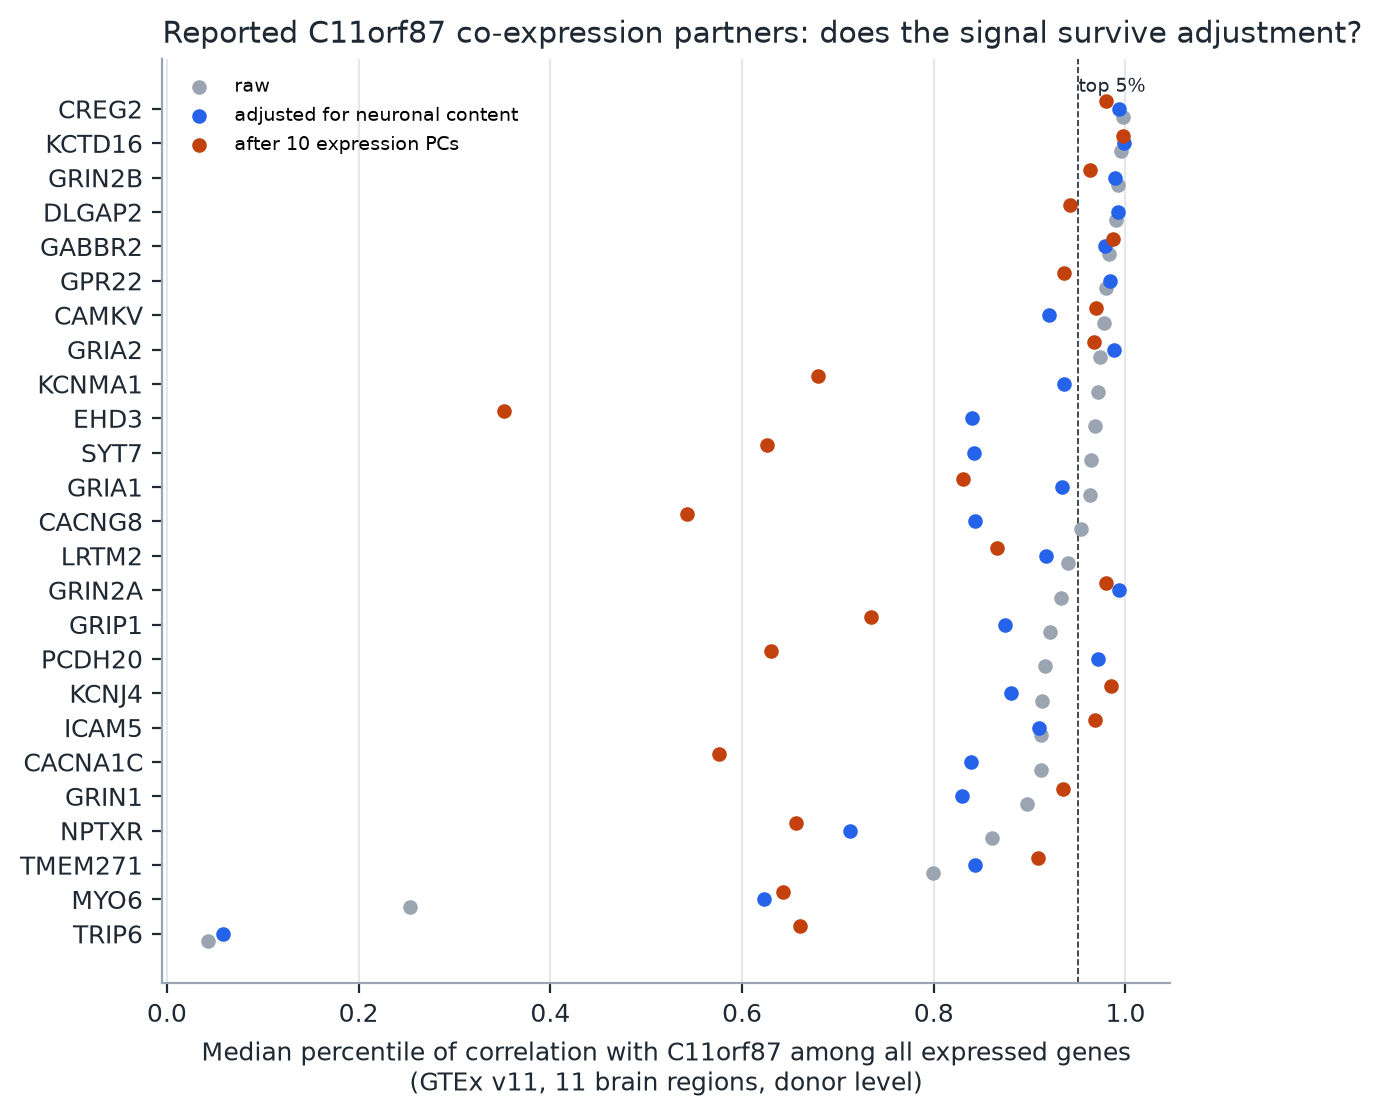 Reported C11orf87 co-expression partners: does the signal survive adjustment?
raw
adjusted for neuronal content
after 10 expression PCs
top 5%
CREG2
KCTD16
GRIN2B
DLGAP2
GABBR2
GPR22
CAMKV
GRIA2
KCNMA1
EHD3
SYT7
GRIA1
CACNG8
LRTM2
GRIN2A
GRIP1
PCDH20
KCNJ4
ICAM5
CACNA1C
GRIN1
NPTXR
TMEM271
MYO6
TRIP6
0.0 0.2 0.4 0.6 0.8 1.0
Median percentile of correlation with C11orf87 among all expressed genes
(GTEx v11, 11 brain regions, donor level)